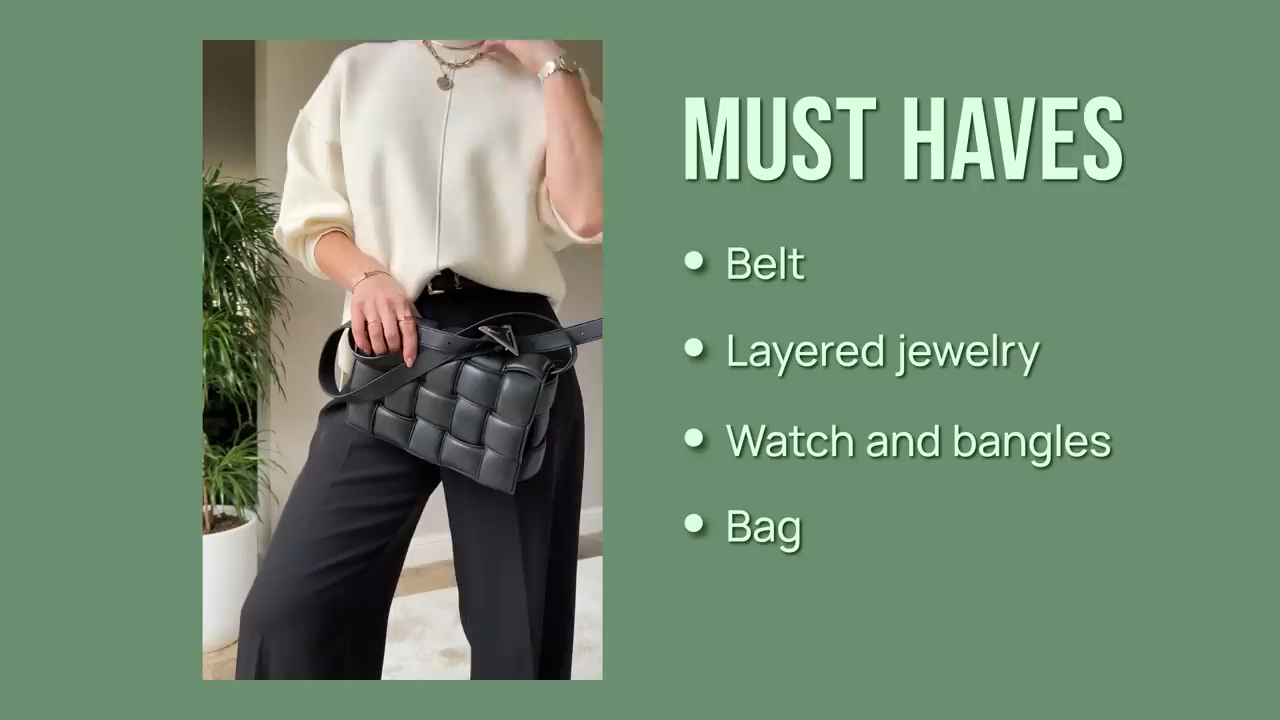 MUST HAVES
• Belt
• Layered jewelry
• Watch and bangles
• Bag